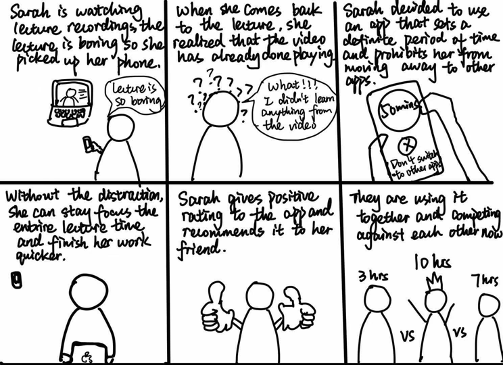 Sarah is watching
lecture recordings, the
lecture is boring so she
picked up her phone.
lecture is
so boring
When she comes back
to the lecture, she
realized that the video
has already done playing
? ? ? ? ? ? ?
What!!!
I didn't learn
anything from
the video
Sarah decided to use
an app that sets a
definite period of time
and prohibits her from
moving away to other
apps.
50 mins
X
Don't switch
to other app
Without the distraction,
she can stay focus the
entire lecture time
and finish her work
quicker.
Sarah gives positive
rating to the app and
recommends it to her
friend.
They are using it
together and competing
against each other now
3 hrs
10 hrs
7 hrs
vs
vs